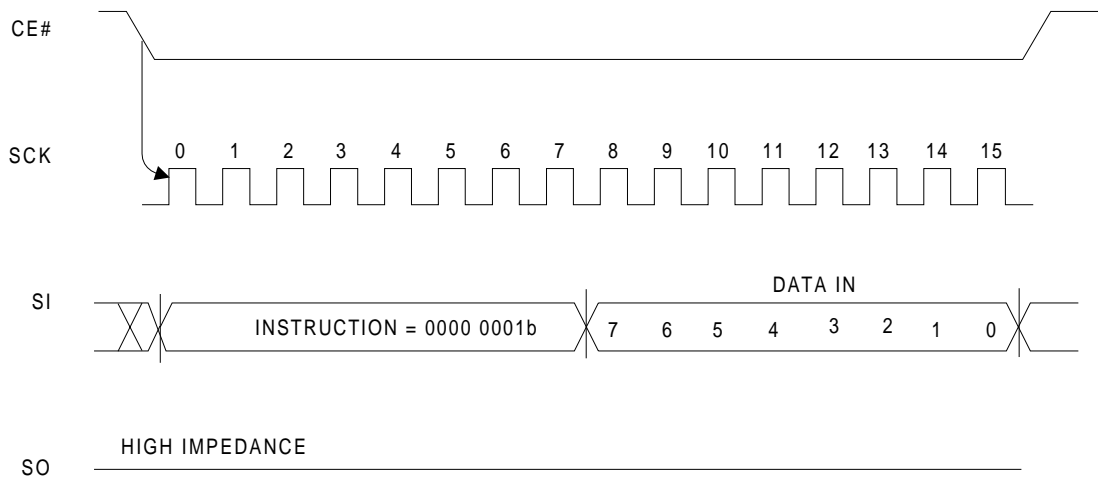 CE#
SCK
0 1 2 3 4 5 6 7 8 9 10 11 12 13 14 15
DATA IN
SI
INSTRUCTION = 0000 0001b 7 6 5 4 3 2 1 0
HIGH IMPEDANCE
SO